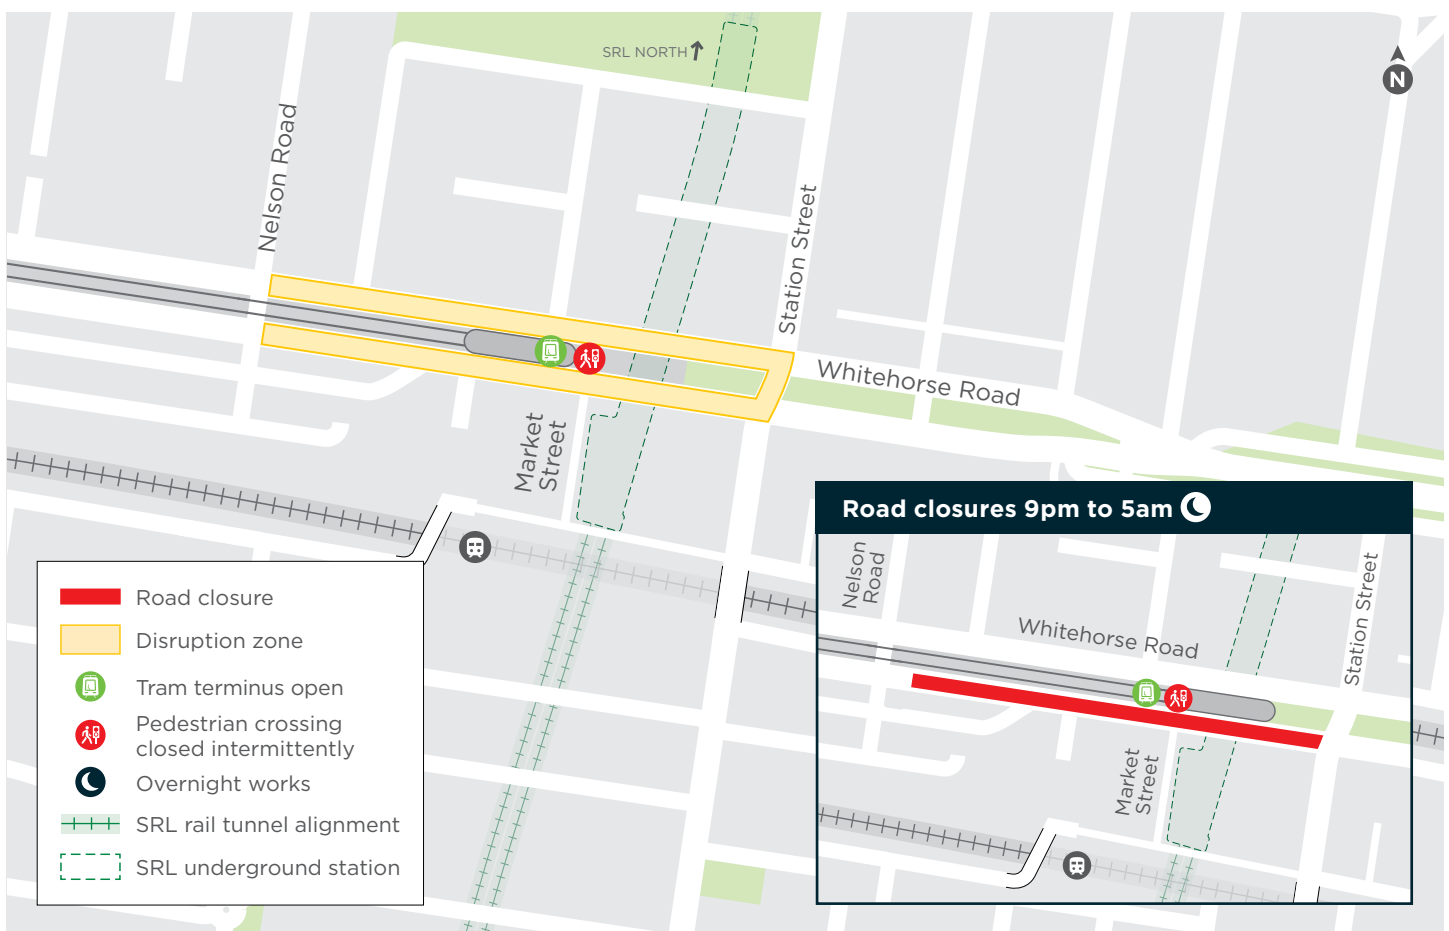 SRL NORTH
N
Nelson Road
Station Street
Whitehorse Road
Market
Street
Road closures 9pm to 5am
Nelson
Road
Whitehorse Road
Station Street
Market
Street
Road closure
Disruption zone
Tram terminus open
Pedestrian crossing
closed intermittently
Overnight works
SRL rail tunnel alignment
SRL underground station